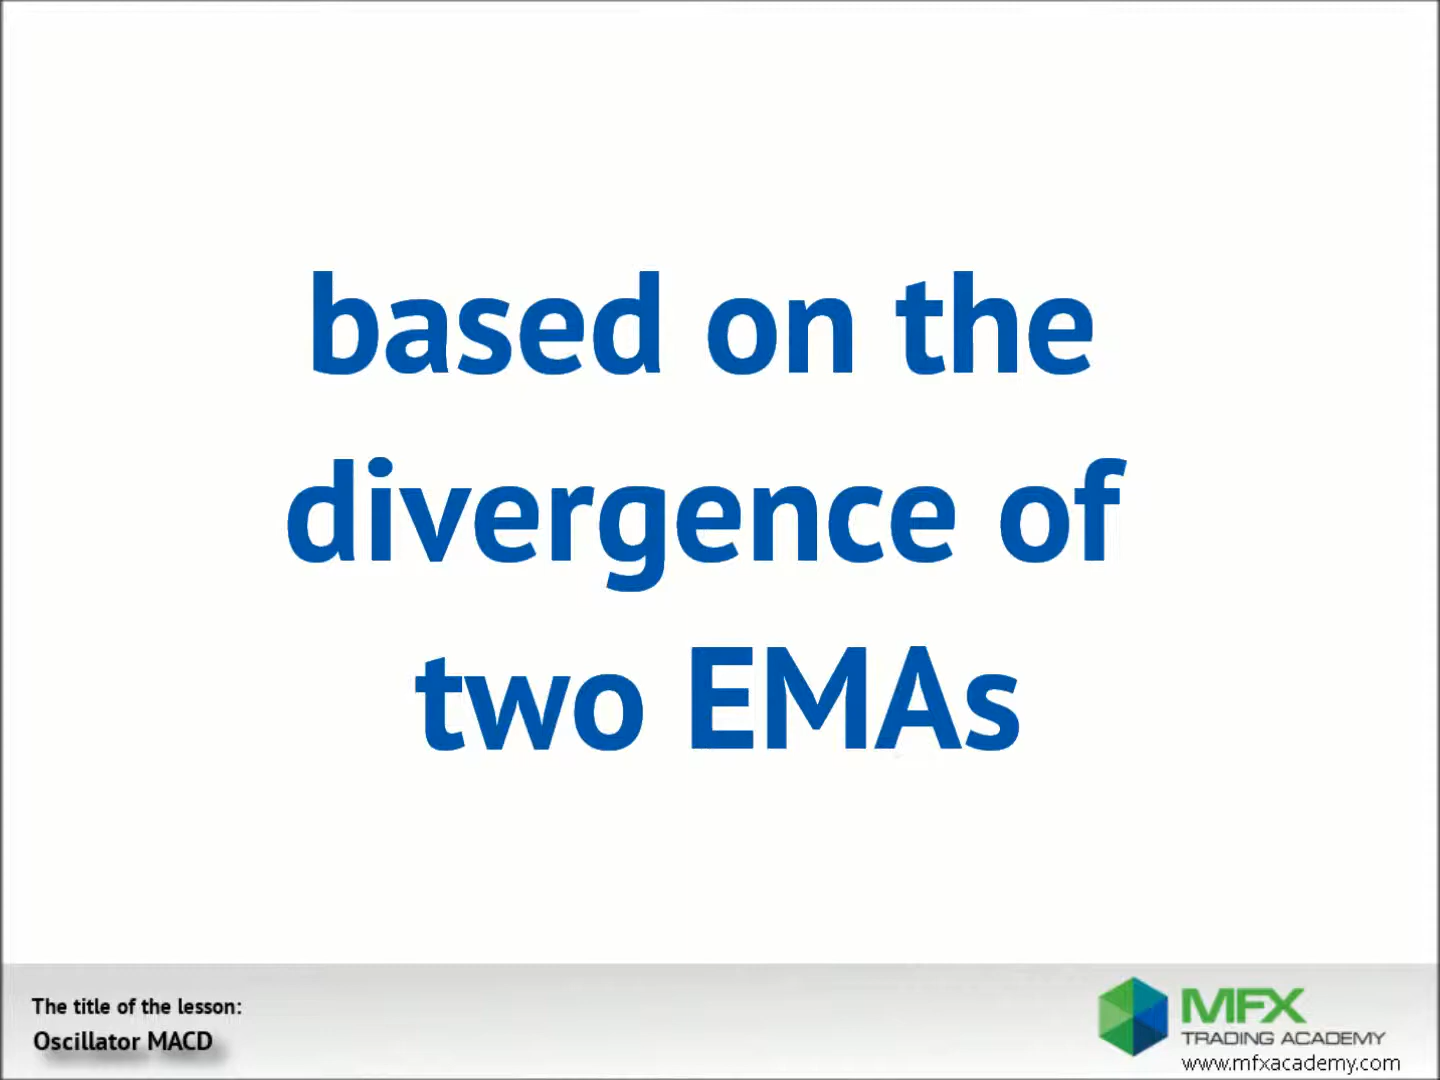 based on the
divergence of
two EMAs
The title of the lesson:
Oscillator MACD
MFX
TRADING ACADEMY
www.mfxacademy.com